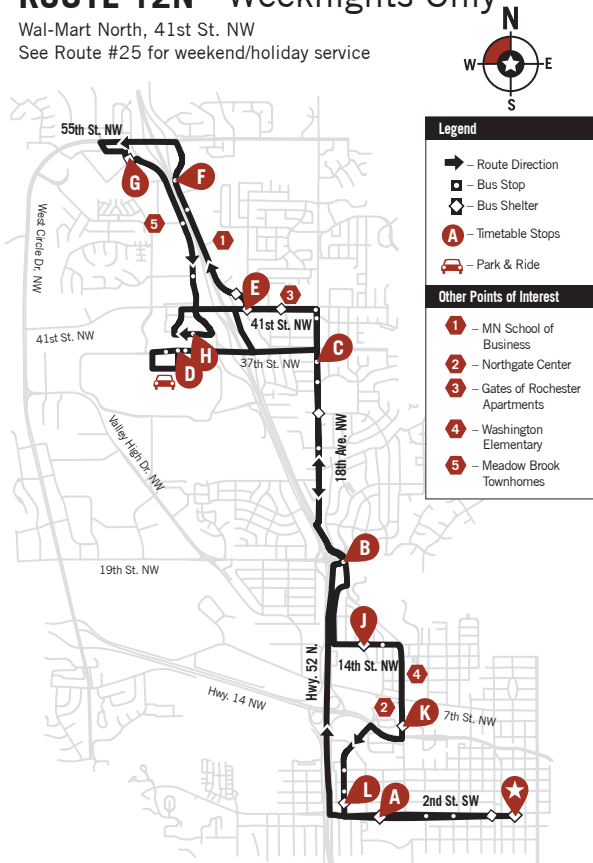 ROUTE 12N Weeknights Only
Wal-Mart North, 41st St. NW
See Route #25 for weekend/holiday service
N
W
E
S
Legend
– Route Direction
– Bus Stop
– Bus Shelter
A – Timetable Stops
– Park & Ride
Other Points of Interest
1 – MN School of
Business
2 – Northgate Center
3 – Gates of Rochester
Apartments
4 – Washington
Elementary
5 – Meadow Brook
Townhomes
55th St. NW
G
F
5
1
West Circle Dr. NW
E
3
41st St. NW
41st St. NW
H
D
C
37th St. NW
Valley High Dr. NW
18th Ave. NW
B
19th St. NW
J
14th St. NW
4
Hwy. 52 N.
Hwy. 14 NW
2
K
7th St. NW
L
A
2nd St. SW